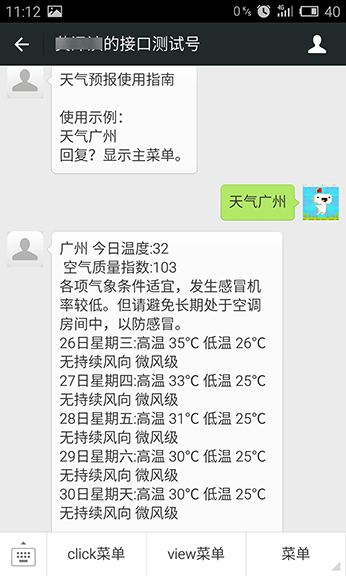 11:12
0% 4G 40
的接口测试号
天气预报使用指南
使用示例：
天气广州
回复？显示主菜单。
天气广州
广州 今日温度:32
空气质量指数:103
各项气象条件适宜，发生感冒机
率较低。但请避免长期处于空调
房间中，以防感冒。
26日星期三:高温 35℃ 低温 26℃
无持续风向 微风级
27日星期四:高温 33℃ 低温 25℃
无持续风向 微风级
28日星期五:高温 31℃ 低温 25℃
无持续风向 微风级
29日星期六:高温 30℃ 低温 25℃
无持续风向 微风级
30日星期天:高温 30℃ 低温 25℃
无持续风向 微风级
click菜单
view菜单
菜单